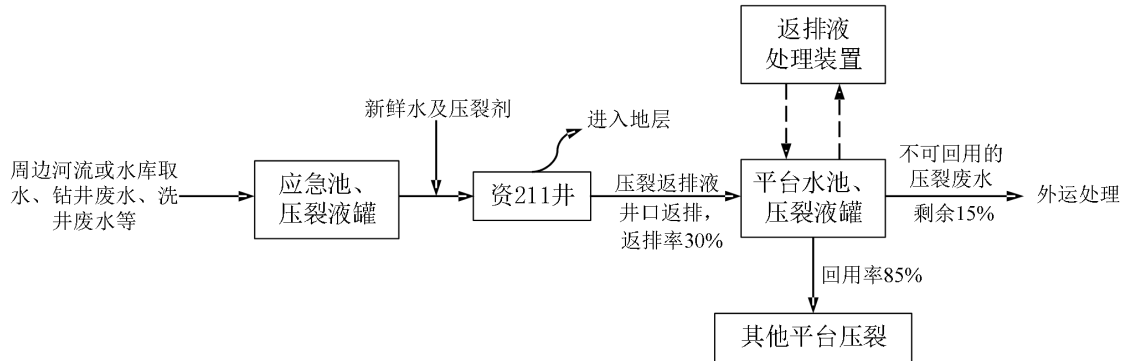 返排液
处理装置
新鲜水及压裂剂
进入地层
周边河流或水库取
水、钻井废水、洗
井废水等
应急池、
压裂液罐
资211井
压裂返排液
井口返排，
返排率30%
平台水池、
压裂液罐
不可回用的
压裂废水
剩余15%
外运处理
回用率85%
其他平台压裂